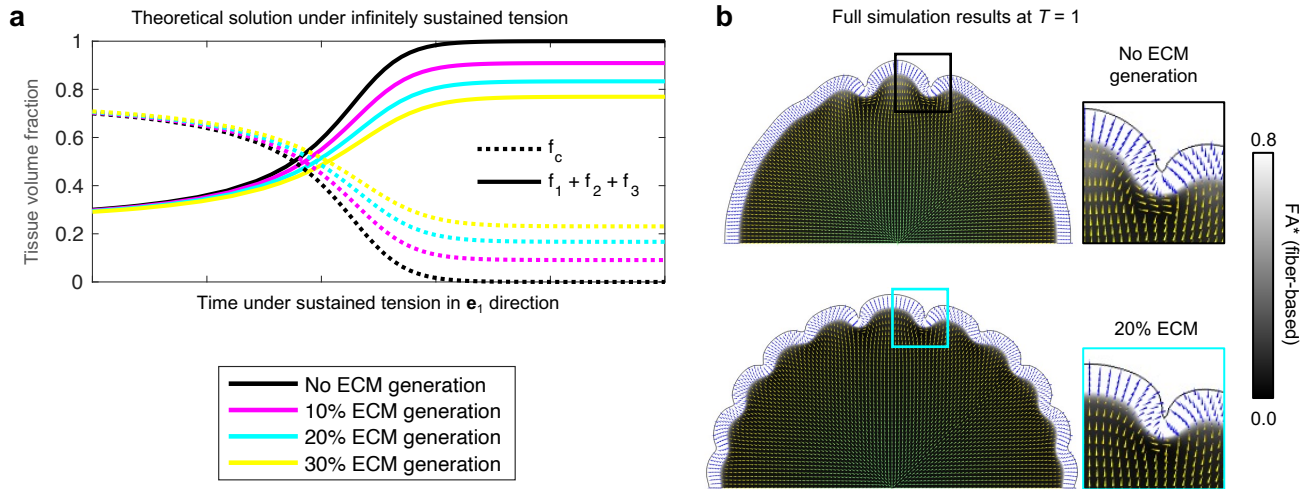 a
Theoretical solution under infinitely sustained tension
1
0.8
0.6
0.4
0.2
0
Tissue volume fraction
f_c
f_1 + f_2 + f_3
Time under sustained tension in e_1 direction
No ECM generation
10% ECM generation
20% ECM generation
30% ECM generation
b
Full simulation results at T = 1
No ECM
generation
20% ECM
0.8
FA* (fiber-based)
0.0